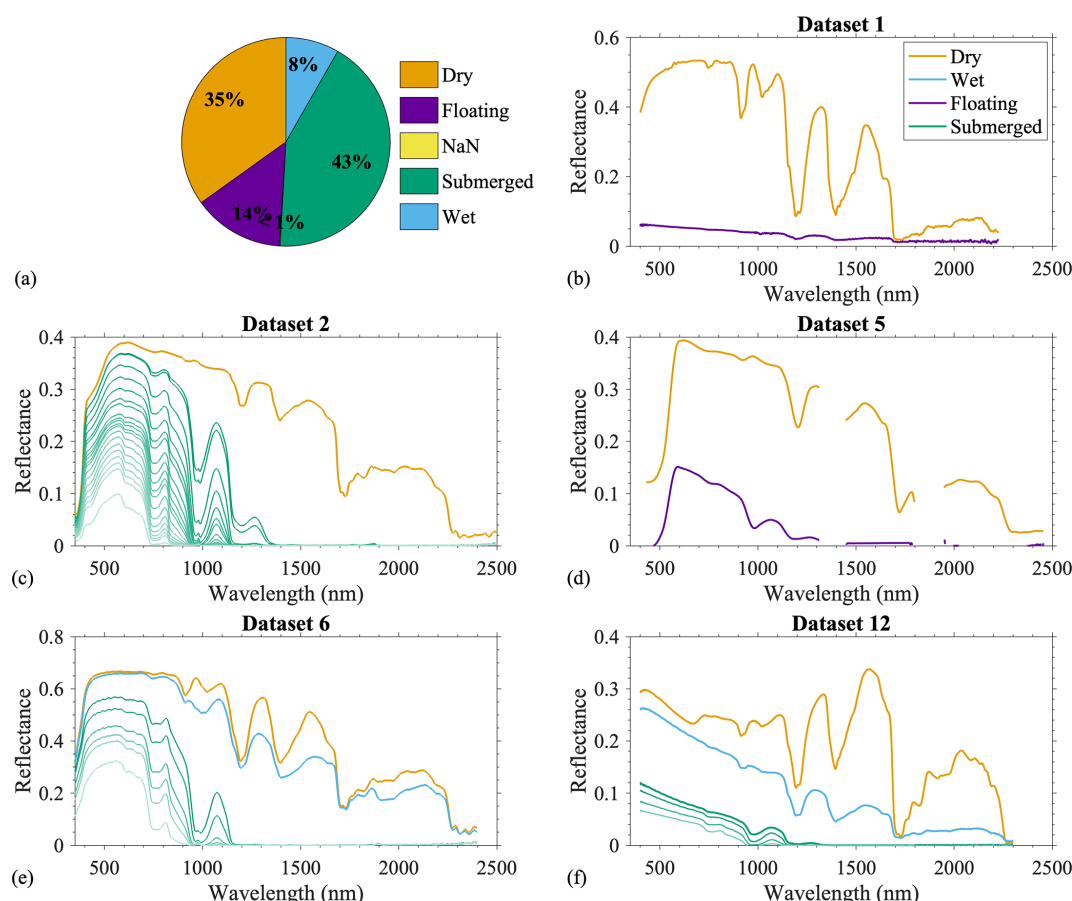 8%
35%
43%
14%
< 1%
Dry
Floating
NaN
Submerged
Wet
(a)
Dataset 1
0.6
0.4
0.2
0
Reflectance
Dry
Wet
Floating
Submerged
500 1000 1500 2000 2500
Wavelength (nm)
(b)
Dataset 2
0.4
0.3
0.2
0.1
0
Reflectance
500 1000 1500 2000 2500
Wavelength (nm)
(c)
Dataset 5
0.4
0.3
0.2
0.1
0
Reflectance
500 1000 1500 2000 2500
Wavelength (nm)
(d)
Dataset 6
0.8
0.6
0.4
0.2
0
Reflectance
500 1000 1500 2000 2500
Wavelength (nm)
(e)
Dataset 12
0.4
0.3
0.2
0.1
0
Reflectance
500 1000 1500 2000 2500
Wavelength (nm)
(f)